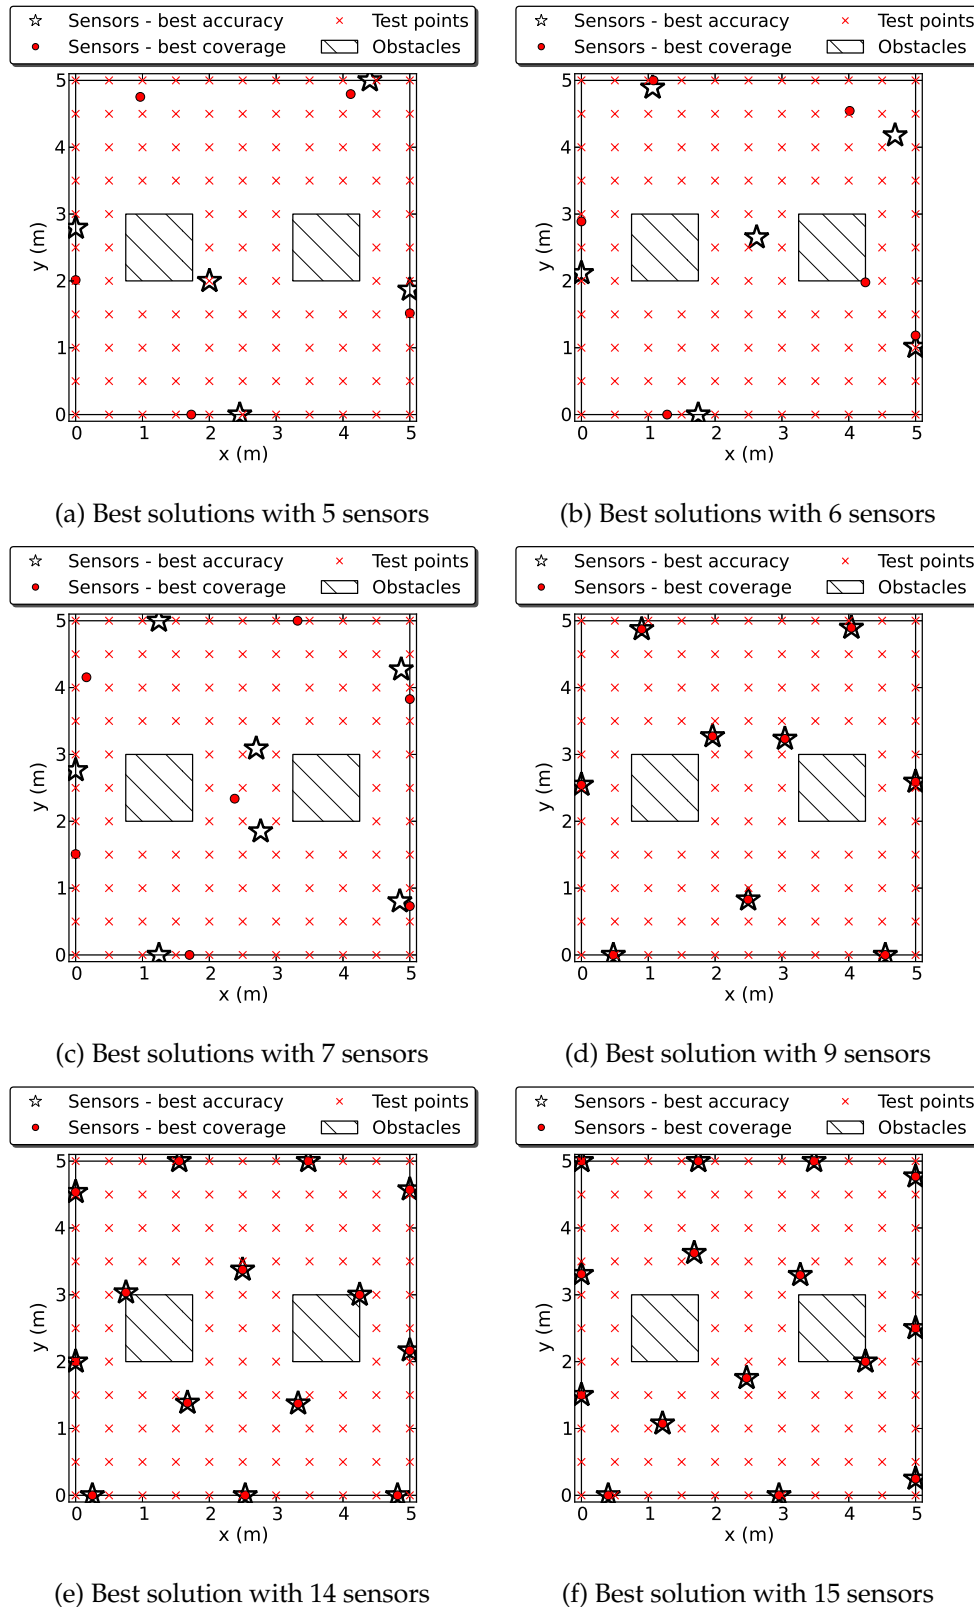 Sensors - best accuracy Test points Sensors - best accuracy Test points
Sensors - best coverage Obstacles Sensors - best coverage Obstacles
5 5
4 4
3 3
y (m) y (m)
2 2
1 1
0 0
0 1 2 3 4 5 0 1 2 3 4 5
x (m) x (m)
(a) Best solutions with 5 sensors (b) Best solutions with 6 sensors
Sensors - best accuracy Test points Sensors - best accuracy Test points
Sensors - best coverage Obstacles Sensors - best coverage Obstacles
5 5
4 4
3 3
y (m) y (m)
2 2
1 1
0 0
0 1 2 3 4 5 0 1 2 3 4 5
x (m) x (m)
(c) Best solutions with 7 sensors (d) Best solution with 9 sensors
Sensors - best accuracy Test points Sensors - best accuracy Test points
Sensors - best coverage Obstacles Sensors - best coverage Obstacles
5 5
4 4
3 3
y (m) y (m)
2 2
1 1
0 0
0 1 2 3 4 5 0 1 2 3 4 5
x (m) x (m)
(e) Best solution with 14 sensors (f) Best solution with 15 sensors